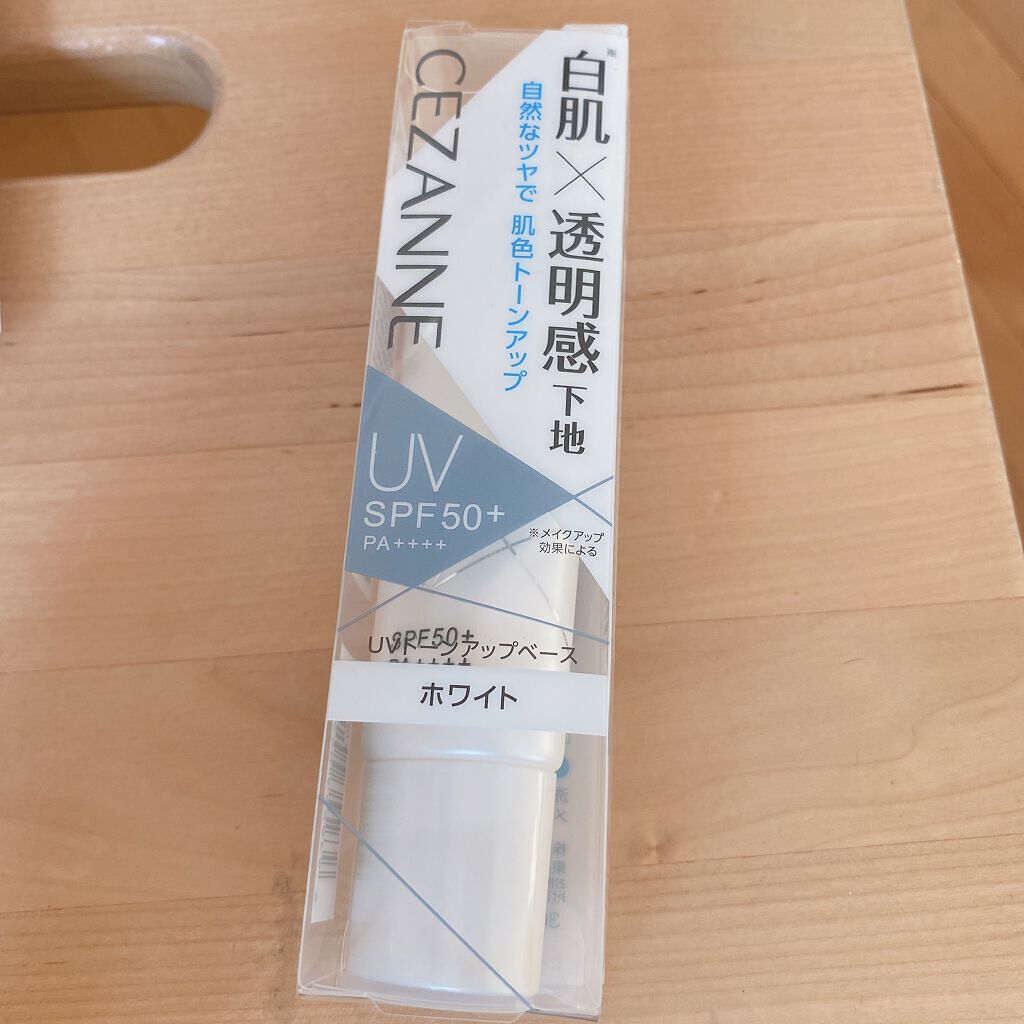 CEZANNE
※
白肌×透明感下地
自然なツヤで 肌色トーンアップ
UV
SPF50+
PA++++
※メイクアップ
効果による
SPF50+
PA++++
UVトーンアップベース
ホワイト